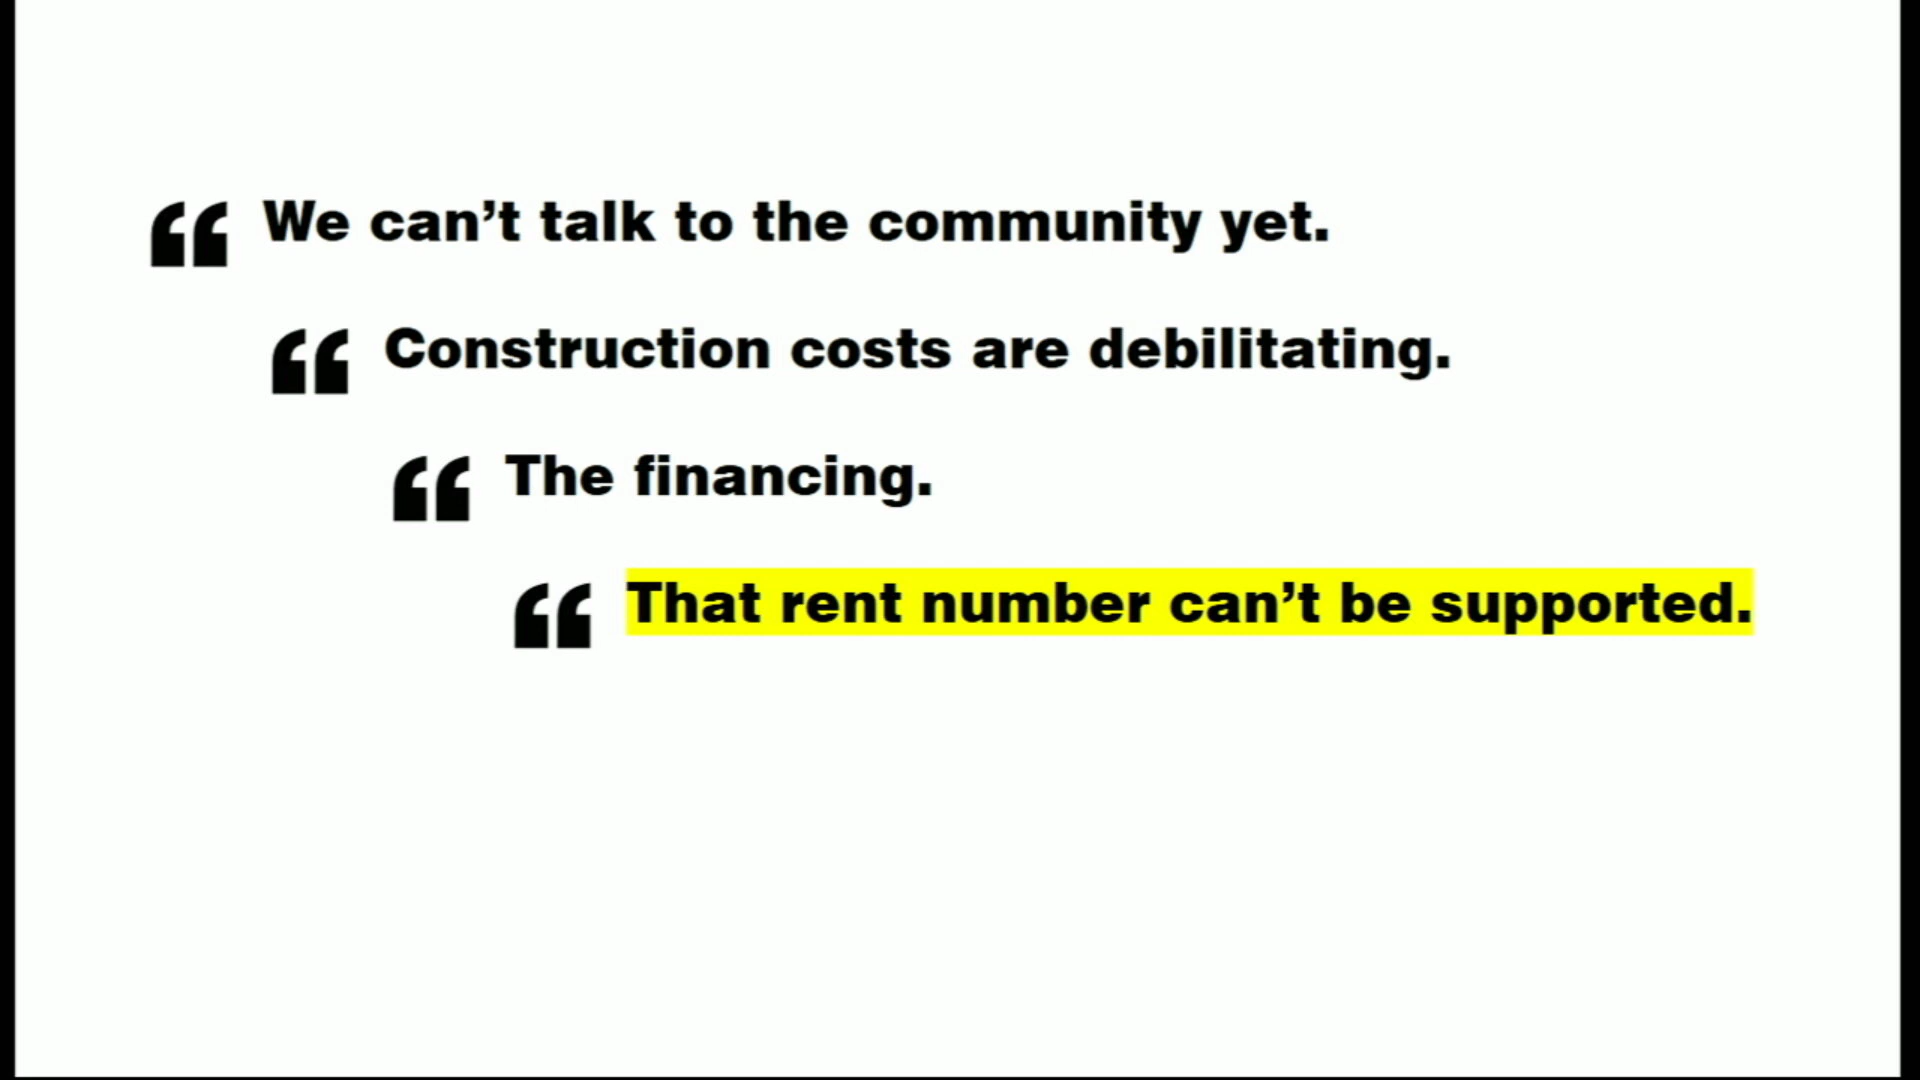 “ We can’t talk to the community yet.
“ Construction costs are debilitating.
“ The financing.
“ That rent number can’t be supported.